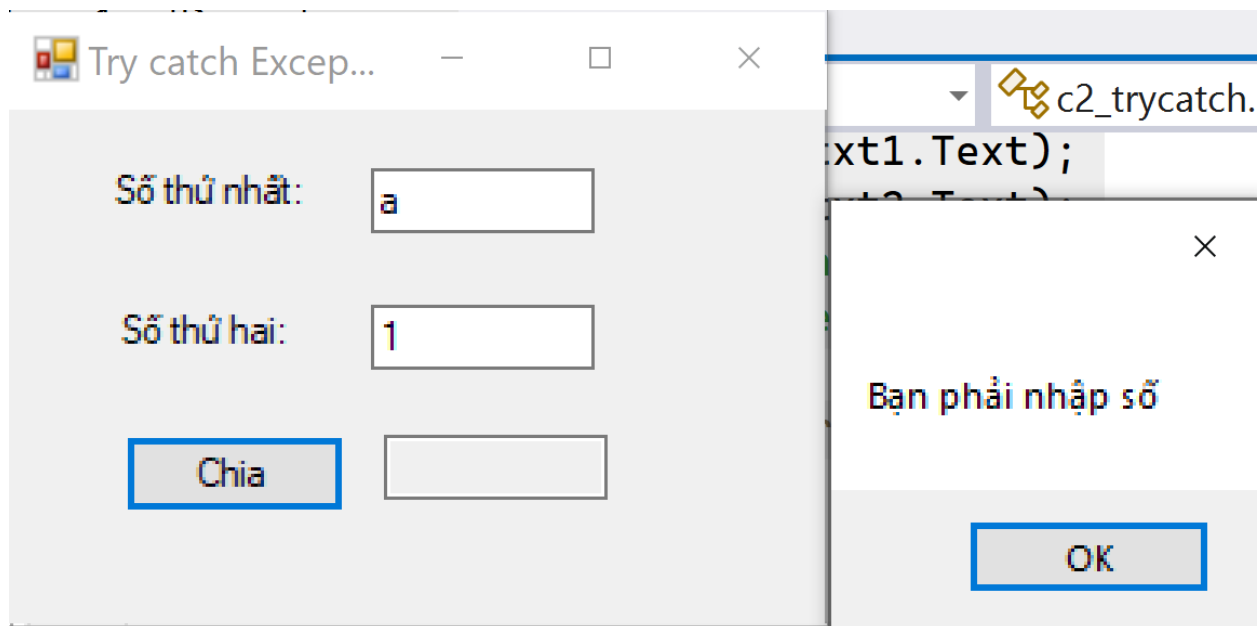 Try catch Excep...
c2_trycatch.
xt1.Text);
Số thứ nhất:
a
Số thứ hai:
1
Chia
Bạn phải nhập số
OK